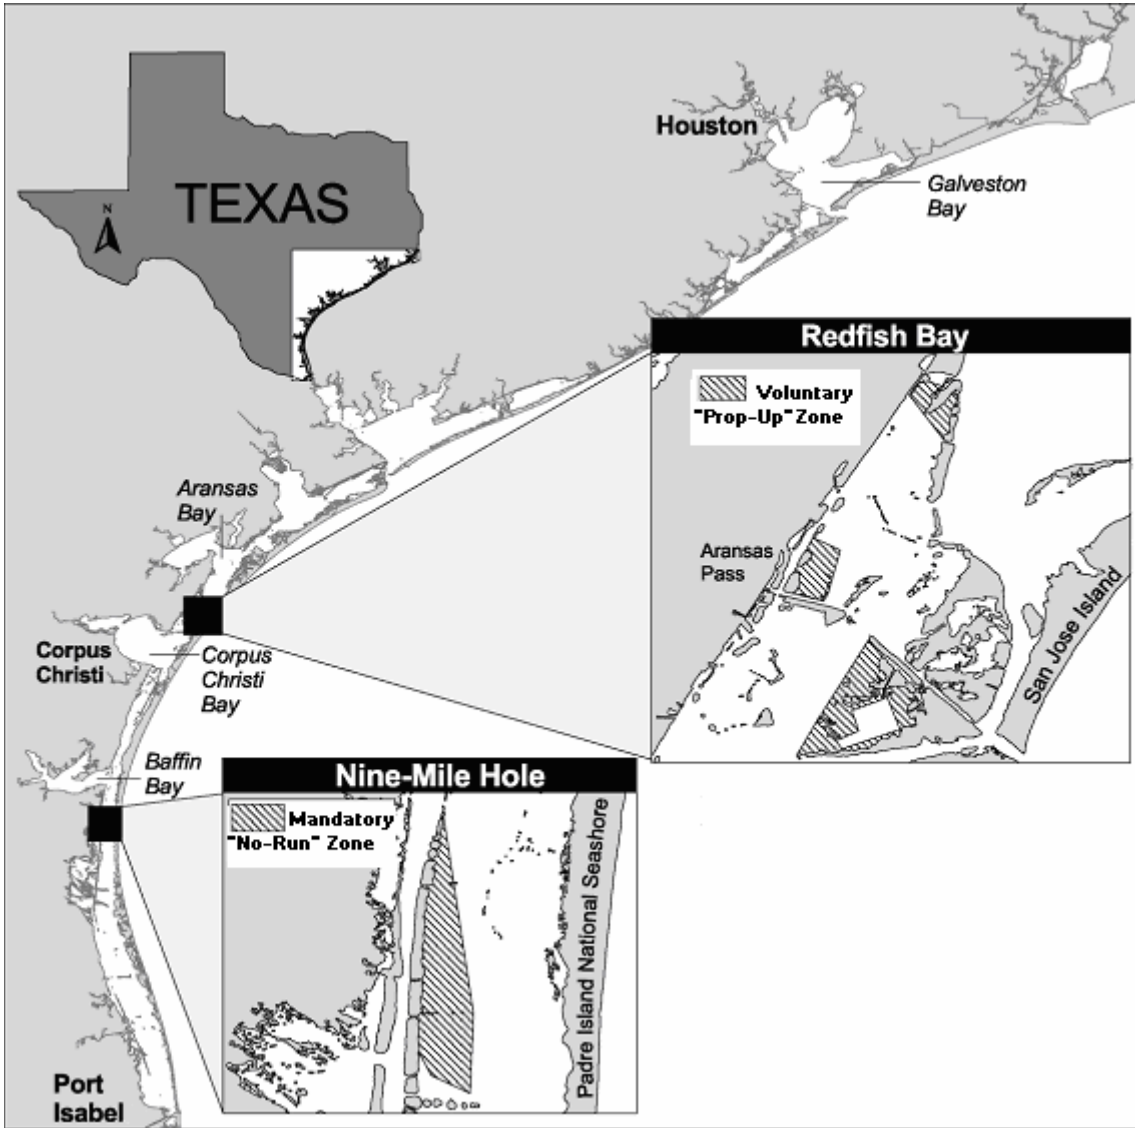 Houston
Galveston
Bay
N
TEXAS
Redfish Bay
Voluntary
"Prop-Up" Zone
Aransas
Pass
San Jose Island
Aransas
Bay
Corpus
Christi
Corpus
Christi
Bay
Baffin
Bay
Nine-Mile Hole
Mandatory
"No-Run" Zone
Padre Island National Seashore
Port
Isabel